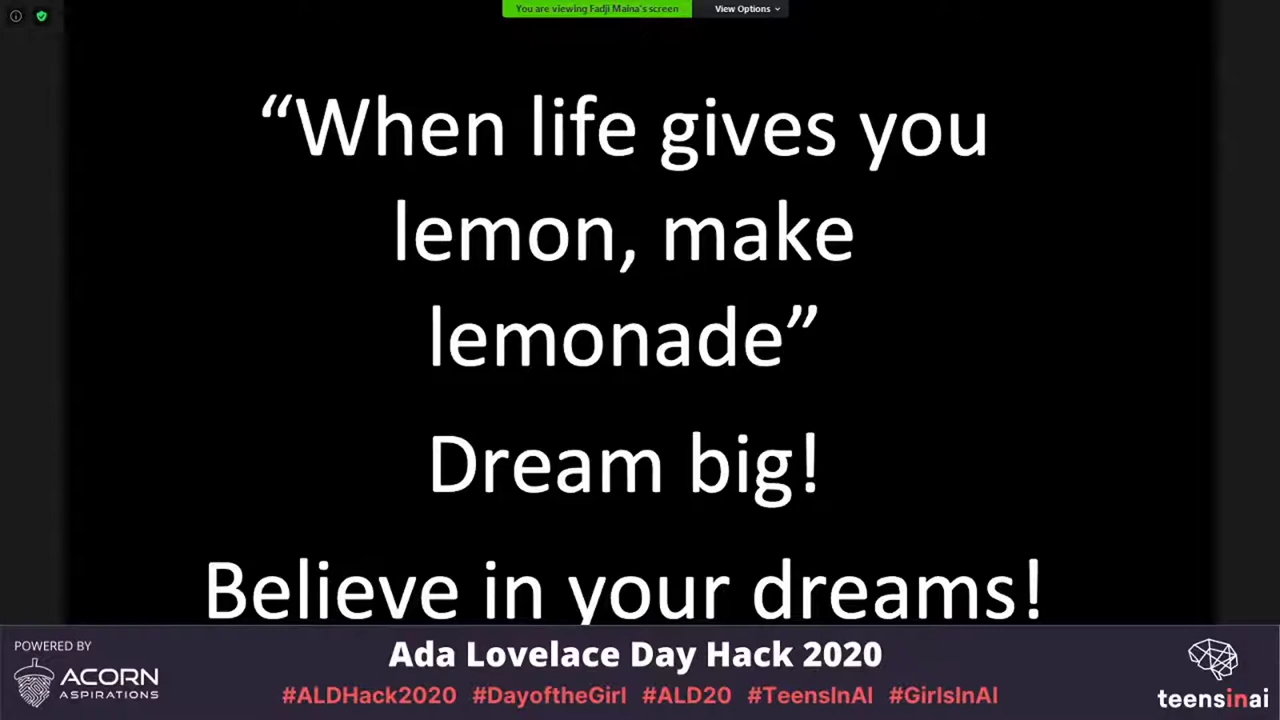 You are viewing Fadji Maina's screen View Options
“When life gives you
lemon, make
lemonade”
Dream big!
Believe in your dreams!
POWERED BY
ACORN
ASPIRATIONS
Ada Lovelace Day Hack 2020
#ALDHack2020 #DayoftheGirl #ALD20 #TeensInAI #GirlsInAI
teensinai